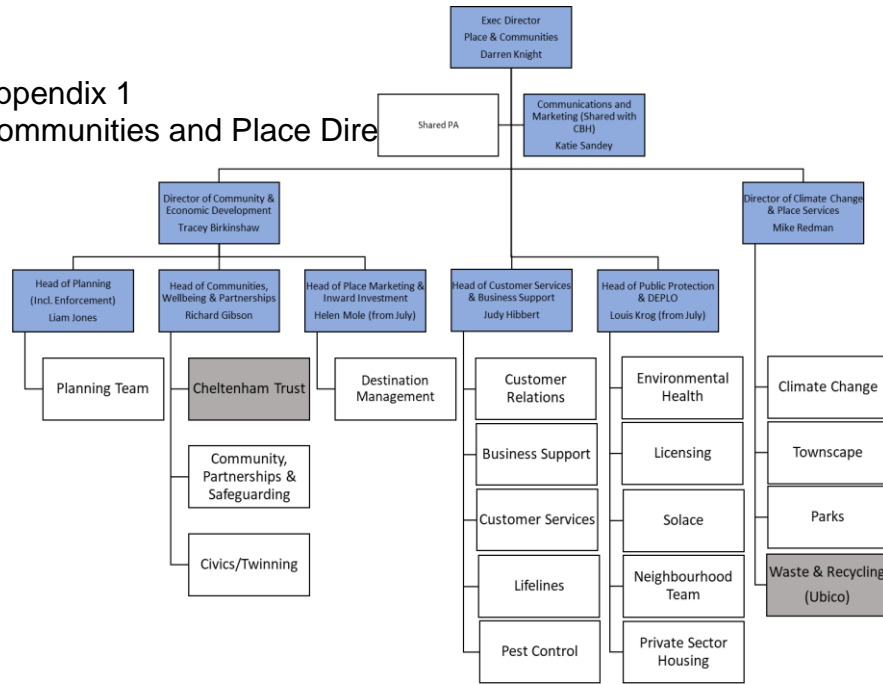 Exec Director
Place & Communities
Darren Knight
ppendix 1
ommunities and Place Dire
Shared PA
Communications and
Marketing (Shared with
CBH)
Katie Sandey
Director of Community &
Economic Development
Tracey Birkinshaw
Director of Climate Change
& Place Services
Mike Redman
Head of Planning
(Incl. Enforcement)
Liam Jones
Head of Communities,
Wellbeing & Partnerships
Richard Gibson
Head of Place Marketing &
Inward Investment
Helen Mole (from July)
Head of Customer Services
& Business Support
Judy Hibbert
Head of Public Protection
& DEPLO
Louis Krog (from July)
Planning Team
Cheltenham Trust
Community,
Partnerships &
Safeguarding
Civics/Twinning
Destination
Management
Customer
Relations
Business Support
Customer Services
Lifelines
Pest Control
Environmental
Health
Licensing
Solace
Neighbourhood
Team
Private Sector
Housing
Climate Change
Townscape
Parks
Waste & Recycling
(Ubico)